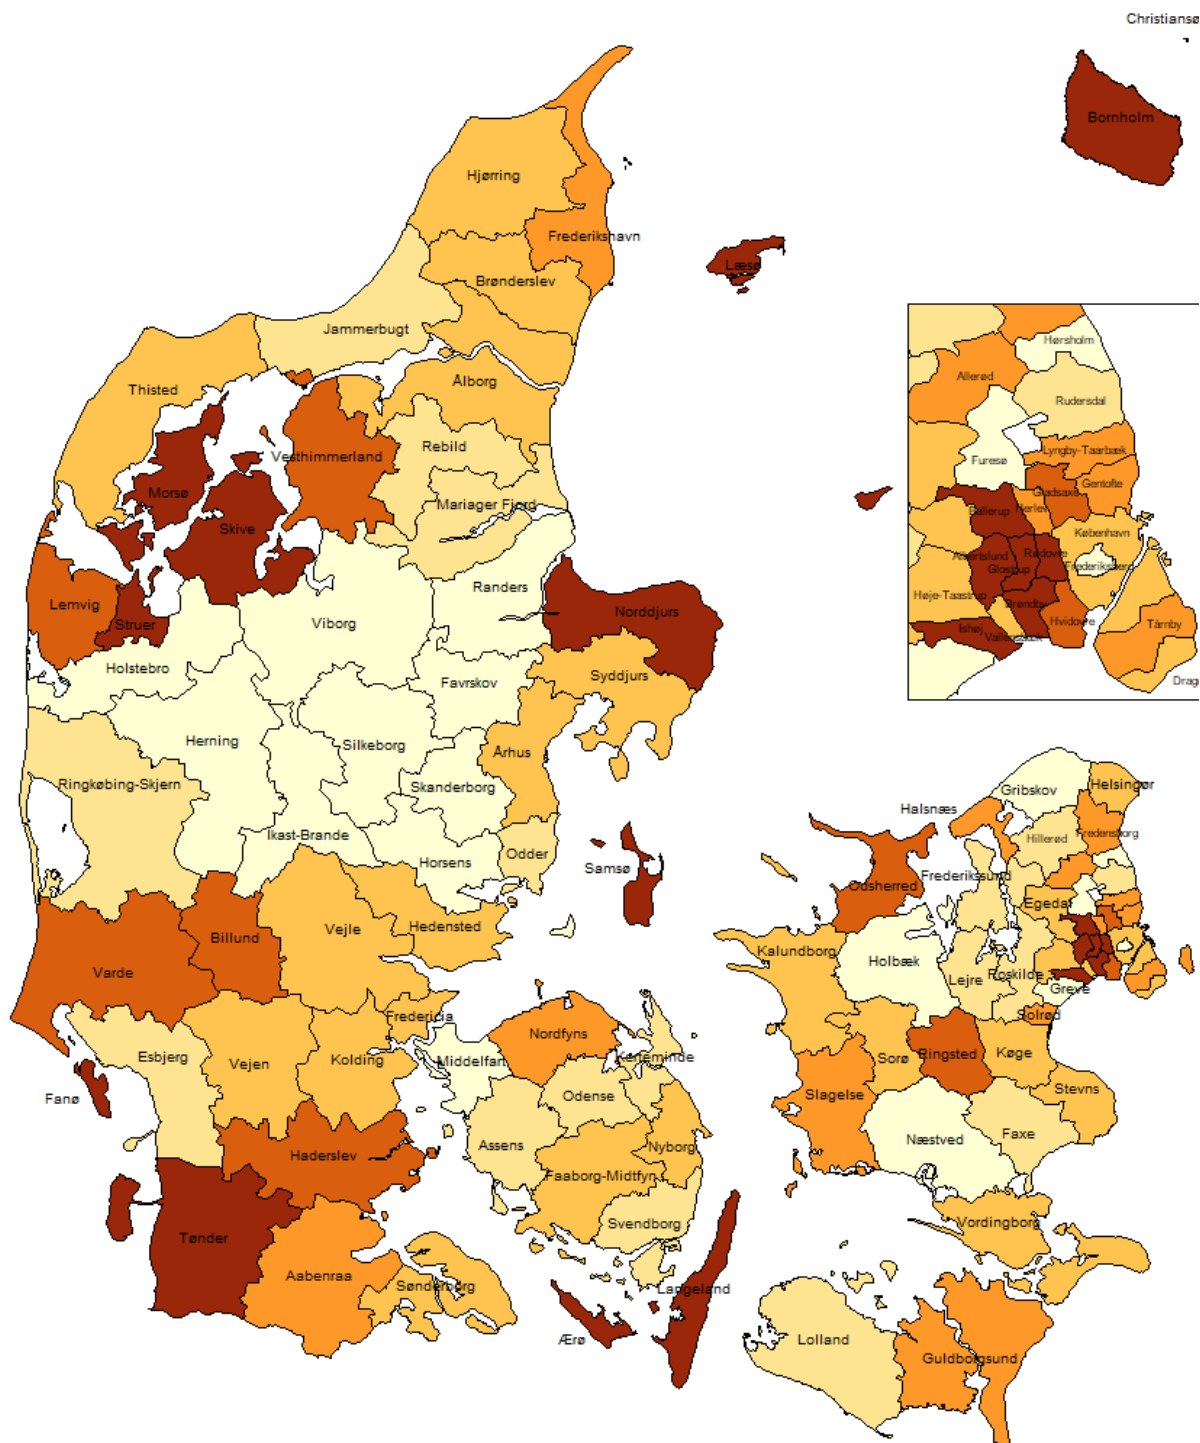 Christiansø
Bornholm
Hjørring
Frederikshavn
Læsø
Brønderslev
Jammerbugt
Hørsholm
Allerød
Thisted
Ålborg
Rudersdal
Rebild
Vesthimmerland
Lyngby-Taarbæk
Furesø
Gladsaxe
Gentofte
Morsø
Mariager Fjord
Herlev
Ballerup
Skive
København
Albertslund
Rødovre
Glostrup
Frederiksberg
Randers
Høje-Taastrup
Lemvig
Norddjurs
Brøndby
Struer
Viborg
Hvidovre
Tårnby
Ishøj
Vallensbæk
Holstebro
Favrskov
Syddjurs
Drag
Herning
Silkeborg
Århus
Ringkøbing-Skjern
Skanderborg
Helsingør
Gribskov
Halsnæs
Ikast-Brande
Hillerød
Fredensborg
Odder
Horsens
Samsø
Frederikssund
Odsherred
Egedal
Billund
Vejle
Hedensted
Kalundborg
Holbæk
Varde
Lejre
Roskilde
Greve
Fredericia
Solrød
Nordfyns
Esbjerg
Vejen
Kolding
Middelfart
Kerteminde
Sorø
Ringsted
Køge
Stevns
Fanø
Odense
Slagelse
Næstved
Faxe
Assens
Nyborg
Haderslev
Faaborg-Midtfyn
Svendborg
Vordingborg
Tønder
Aabenraa
Sønderborg
Langeland
Ærø
Lolland
Guldborgsund